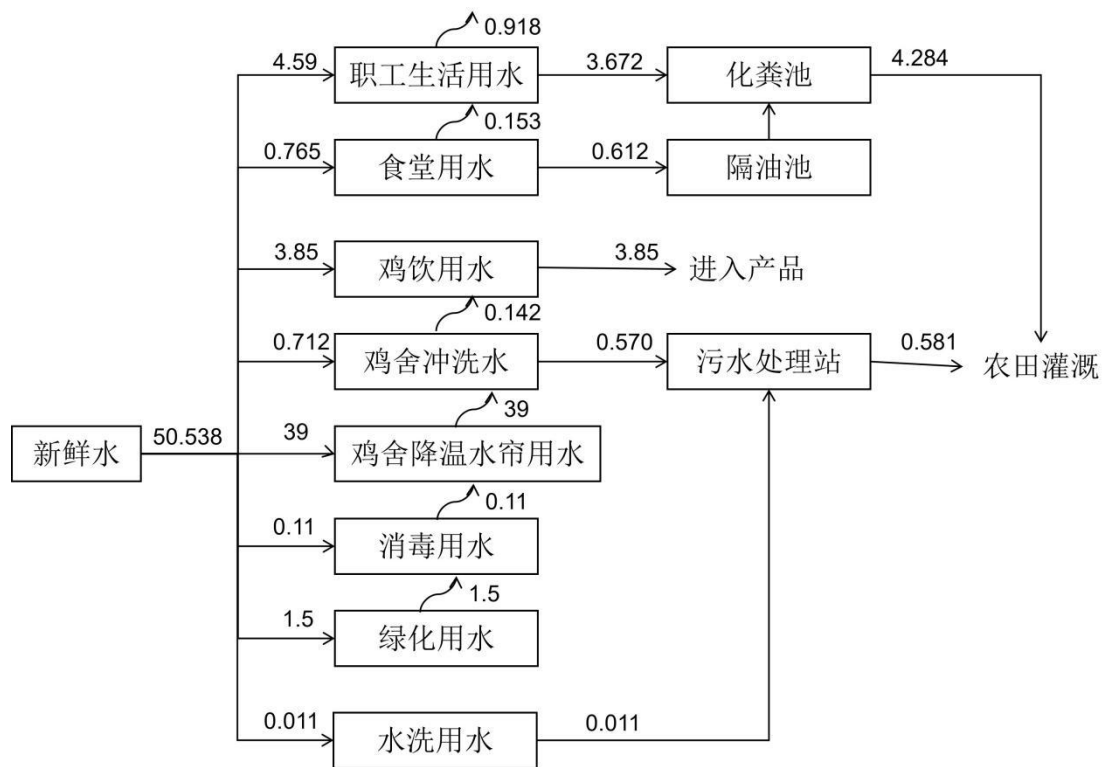 0.918
4.59
职工生活用水
3.672
化粪池
4.284
0.153
0.765
食堂用水
0.612
隔油池
3.85
鸡饮用水
3.85
进入产品
0.142
0.712
鸡舍冲洗水
0.570
污水处理站
0.581
农田灌溉
39
新鲜水
50.538
39
鸡舍降温水帘用水
0.11
0.11
消毒用水
1.5
1.5
绿化用水
0.011
水洗用水
0.011